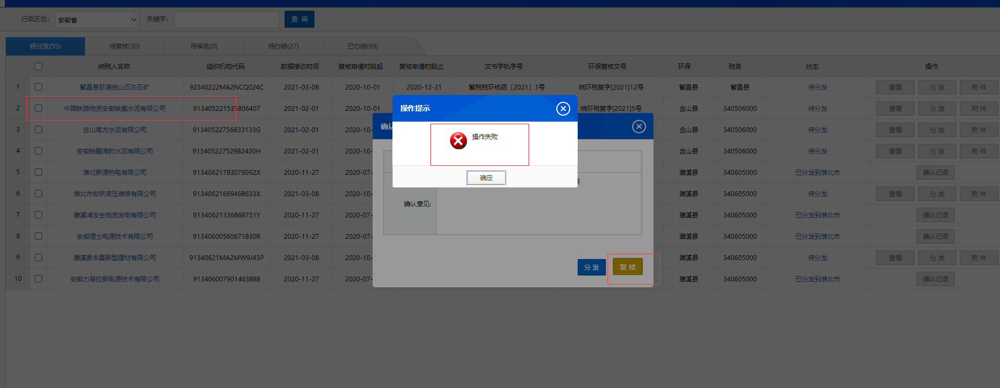 行政区划： 安徽省 关键字： 查 询
待分发(55) 待复核(30) 待审批(0) 待办结(27) 已办结(69)
纳税人名称 组织机构代码 数据接收时间 复核申请时段起 复核申请时段止 文书字轨字号 环保复核文号 环保 税务 状态 操作
1 繁昌县荻港独山石灰石矿 92340222MA2NCQ024C 2021-03-08 2020-10-01 2020-12-31 繁税税环核函〔2021〕1号 皖环税复字[2021]12号 繁昌县 繁昌县 待分发 查看 分 发 附 件
2 中国铁路物资安徽铁鹏水泥有限公司 913405221535806407 2021-02-01 2020-10-01 皖环税复字[2021]5号 含山县 340506000 待分发 查看 分 发 附 件
3 含山南方水泥有限公司 91340522756833133G 2021-02-01 2020-10- 含山县 340506000 待分发 查看 分 发 附 件
4 安徽铁鹏海豹水泥有限公司 91340522752982430H 2021-02-01 2020-10- 含山县 340506000 待分发 查看 分 发 附 件
5 淮北新源热电有限公司 91340621783079092X 2020-11-27 2020-07- 濉溪县 340605000 已分发到淮北市 确认记录
6 淮北市宏跃液压维修有限公司 91340621669468633X 2021-03-08 2020-10- 濉溪县 340605000 待分发 查看 分 发 附 件
7 濉溪浦发生物质发电有限公司 91340621336868751Y 2020-11-27 2020-07- 濉溪县 340605000 已分发到淮北市 确认记录
8 安徽理士电源技术有限公司 91340600560671830R 2020-11-27 2020-07- 濉溪县 340605000 已分发到淮北市 确认记录
9 濉溪县丰磊新型建材有限公司 91340621MA2MW9J43P 2021-03-08 2020-10- 濉溪县 340605000 待分发 查看 分 发 附 件
10 安徽力普拉斯电源技术有限公司 913406007901463888 2020-11-27 2020-07- 濉溪县 340605000 已分发到淮北市 确认记录
操作提示
操作失败
确定
确认意见:
分 发 复 核